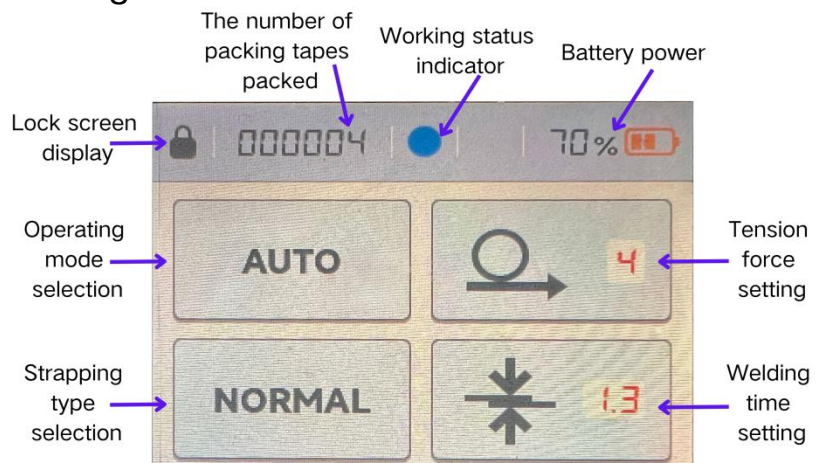 The number of
packing tapes
packed
Working status
indicator
Battery power
Lock screen
display
000004
70%
Operating
mode
selection
AUTO
4
Tension
force
setting
Strapping
type
selection
NORMAL
1.3
Welding
time
setting